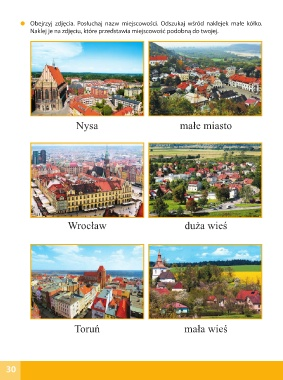 Obejrzyj zdjęcia. Posłuchaj nazw miejscowości. Odszukaj wśród naklejek małe kółko.
Naklej je na zdjęciu, które przedstawia miejscowość podobną do twojej.
Nysa małe miasto
Wrocław duża wieś
Toruń mała wieś
30